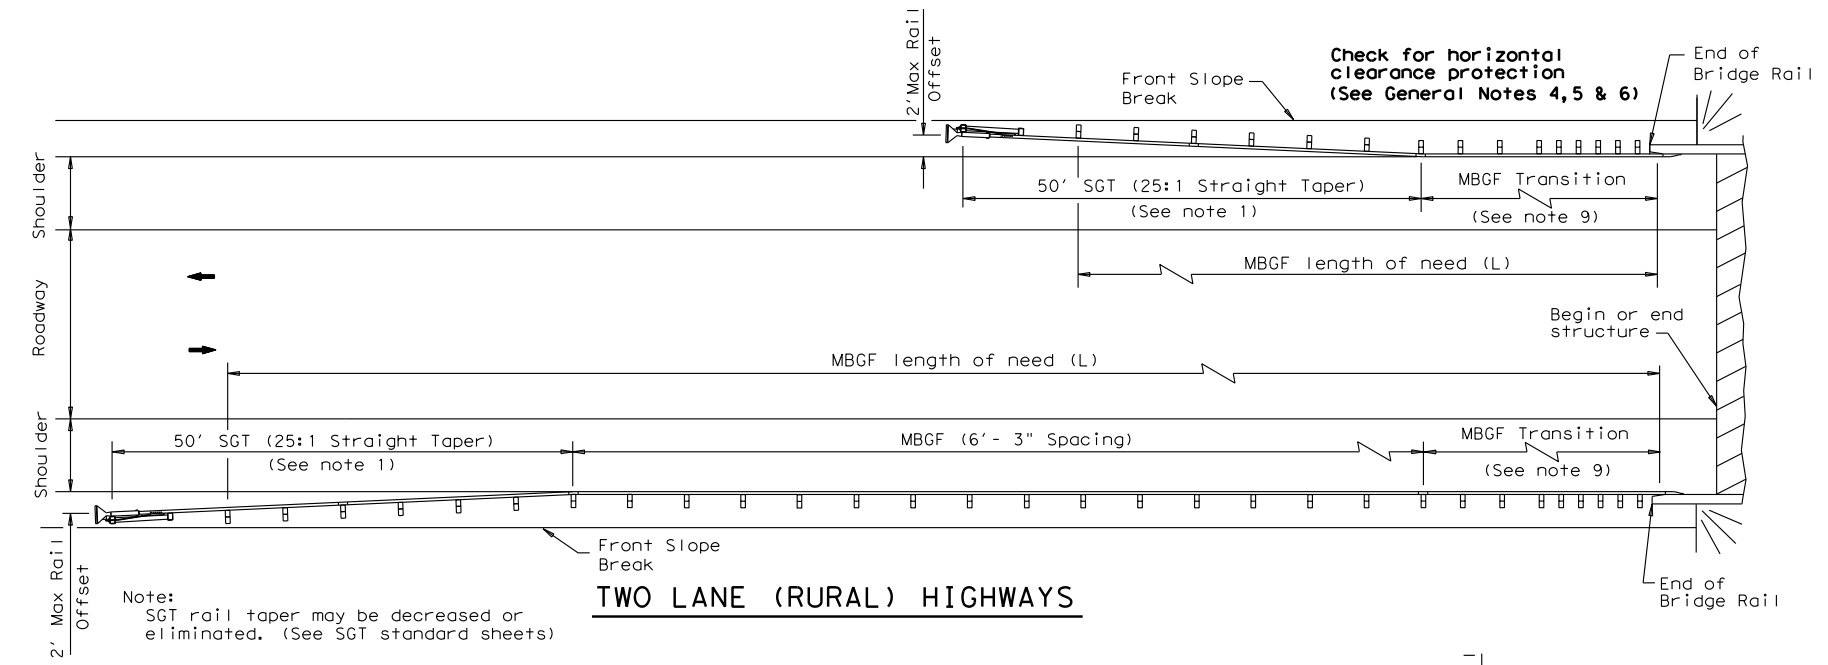 2'Max Rail
Offset
Front Slope
Break
Check for horizontal
clearance protection
(See General Notes 4,5 & 6)
End of
Bridge Rail
Shoulder
50' SGT (25:1 Straight Taper)
(See note 1)
MBGF Transition
(See note 9)
MBGF length of need (L)
Roadway
Begin or end
structure
MBGF length of need (L)
Shoulder
50' SGT (25:1 Straight Taper)
(See note 1)
MBGF (6'- 3" Spacing)
MBGF Transition
(See note 9)
2' Max Rail
Offset
Front Slope
Break
End of
Bridge Rail
Note:
SGT rail taper may be decreased or
eliminated. (See SGT standard sheets)
TWO LANE (RURAL) HIGHWAYS